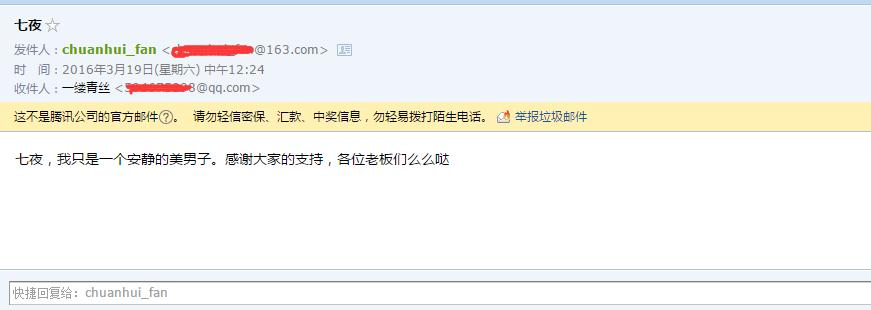 七夜☆
发件人：chuanhui_fan <@163.com>
时 间：2016年3月19日(星期六) 中午12:24
收件人：一缕青丝 <8@qq.com>
这不是腾讯公司的官方邮件?。 请勿轻信密保、汇款、中奖信息，勿轻易拨打陌生电话。 举报垃圾邮件
七夜，我只是一个安静的美男子。感谢大家的支持，各位老板们么么哒
快捷回复给：chuanhui_fan